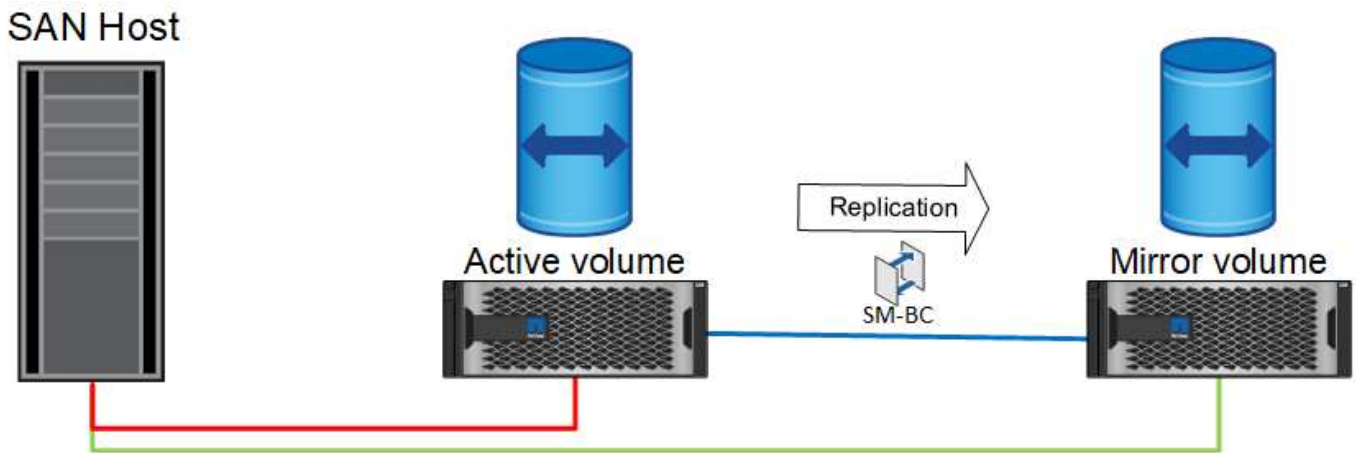 SAN Host
Replication
Active volume
Mirror volume
SM-BC